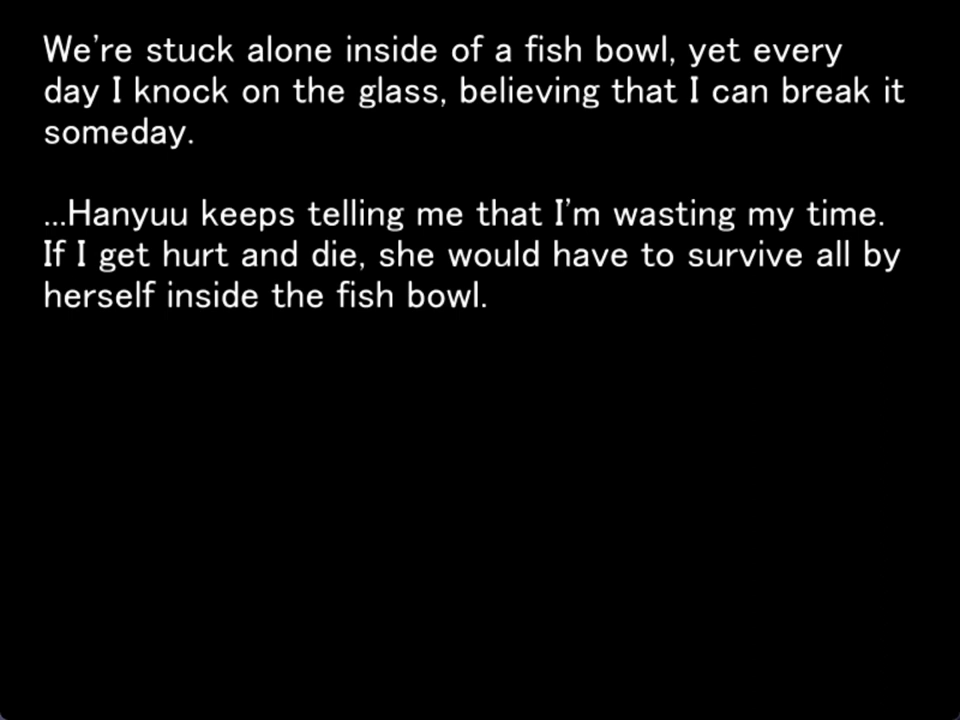 We're stuck alone inside of a fish bowl, yet every
day I knock on the glass, believing that I can break it
someday.
...Hanyuu keeps telling me that I'm wasting my time.
If I get hurt and die, she would have to survive all by
herself inside the fish bowl.